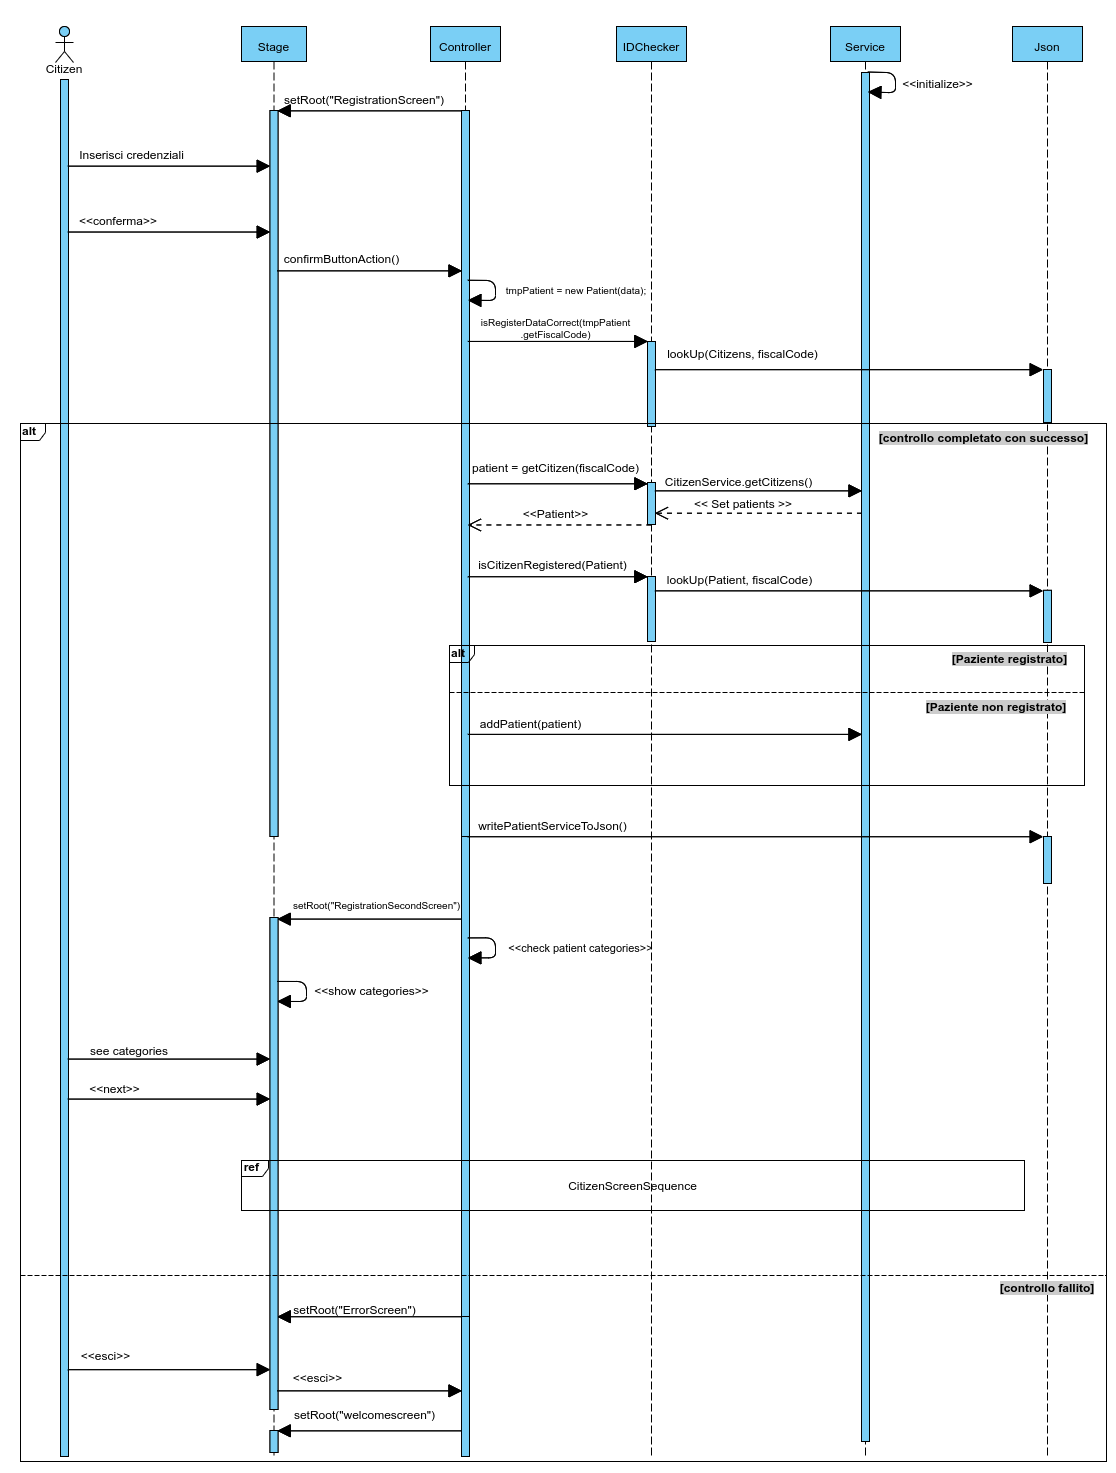 Citizen
Stage
Controller
IDChecker
Service
Json
<<initialize>>
setRoot("RegistrationScreen")
Inserisci credenziali
<<conferma>>
confirmButtonAction()
tmpPatient = new Patient(data);
isRegisterDataCorrect(tmpPatient
.getFiscalCode)
lookUp(Citizens, fiscalCode)
alt
[controllo completato con successo]
patient = getCitizen(fiscalCode)
CitizenService.getCitizens()
<< Set patients >>
<<Patient>>
isCitizenRegistered(Patient)
lookUp(Patient, fiscalCode)
alt
[Paziente registrato]
[Paziente non registrato]
addPatient(patient)
writePatientServiceToJson()
setRoot("RegistrationSecondScreen")
<<check patient categories>>
<<show categories>>
see categories
<<next>>
ref
CitizenScreenSequence
[controllo fallito]
setRoot("ErrorScreen")
<<esci>>
<<esci>>
setRoot("welcomescreen")